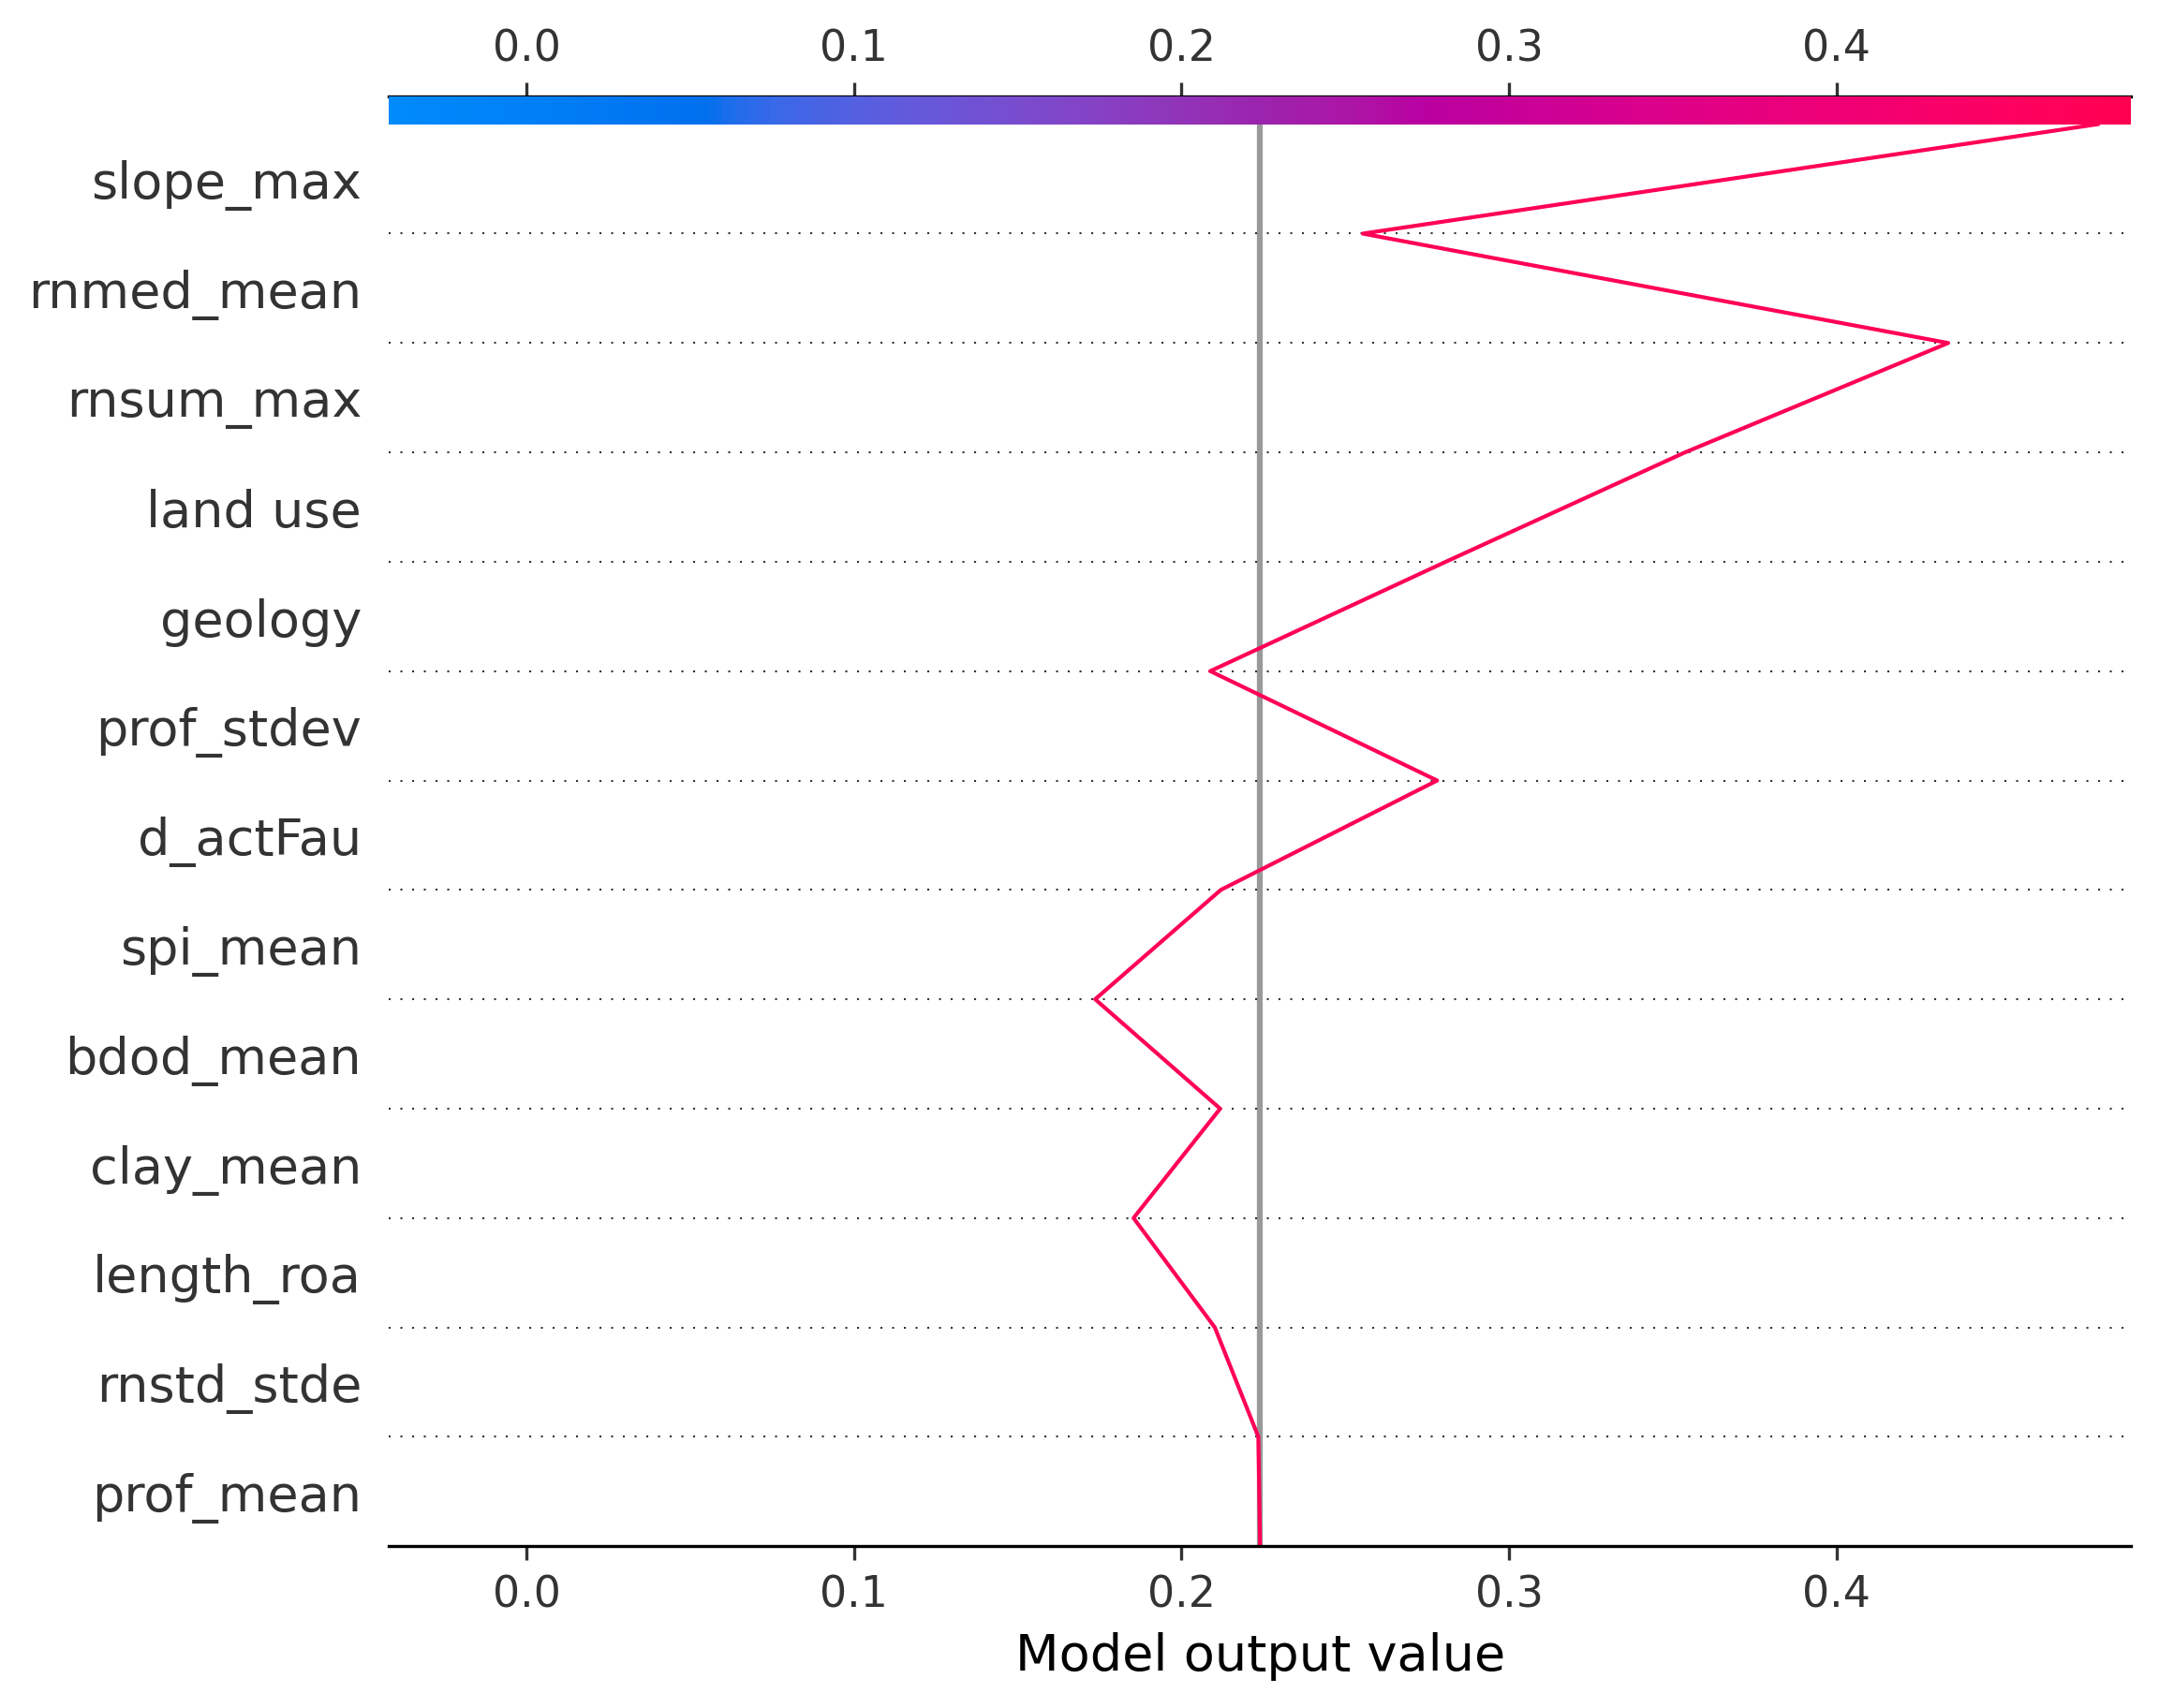 0.0 0.1 0.2 0.3 0.4
slope_max
rnmed_mean
rnsum_max
land use
geology
prof_stdev
d_actFau
spi_mean
bdod_mean
clay_mean
length_roa
rnstd_stde
prof_mean
0.0 0.1 0.2 0.3 0.4
Model output value